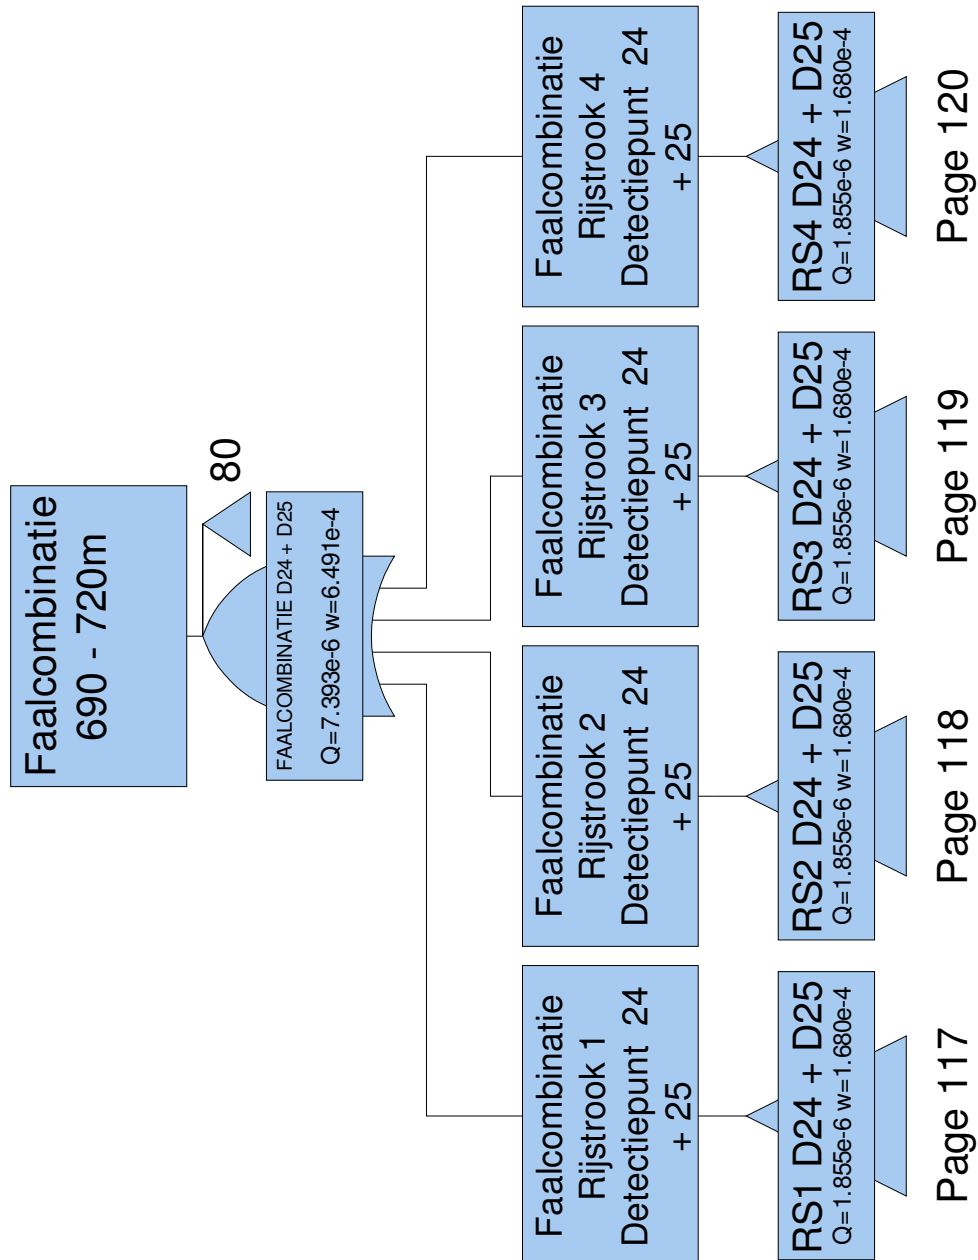 Faalcombinatie
690 - 720m
80
FAALCOMBINATIE D24 + D25
Q=7.393e-6 w=6.491e-4
Faalcombinatie
Rijstrook 1
Detectiepunt 24
+ 25
RS1 D24 + D25
Q=1.855e-6 w=1.680e-4
Page 117
Faalcombinatie
Rijstrook 2
Detectiepunt 24
+ 25
RS2 D24 + D25
Q=1.855e-6 w=1.680e-4
Page 118
Faalcombinatie
Rijstrook 3
Detectiepunt 24
+ 25
RS3 D24 + D25
Q=1.855e-6 w=1.680e-4
Page 119
Faalcombinatie
Rijstrook 4
Detectiepunt 24
+ 25
RS4 D24 + D25
Q=1.855e-6 w=1.680e-4
Page 120